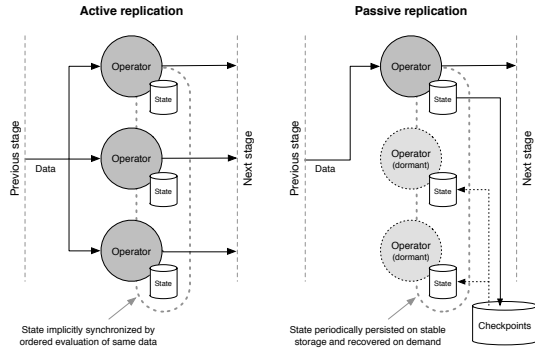 Active replication
Passive replication
Previous stage
Data
Operator
State
Operator
State
Operator
State
Next stage
State implicitly synchronized by
ordered evaluation of same data
Previous stage
Data
Operator
State
Operator
(dormant)
State
Operator
(dormant)
State
Next stage
Checkpoints
State periodically persisted on stable
storage and recovered on demand